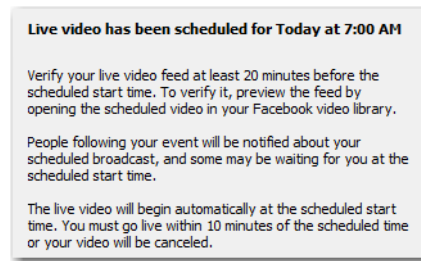 Live video has been scheduled for Today at 7:00 AM
Verify your live video feed at least 20 minutes before the
scheduled start time. To verify it, preview the feed by
opening the scheduled video in your Facebook video library.
People following your event will be notified about your
scheduled broadcast, and some may be waiting for you at the
scheduled start time.
The live video will begin automatically at the scheduled start
time. You must go live within 10 minutes of the scheduled time
or your video will be canceled.